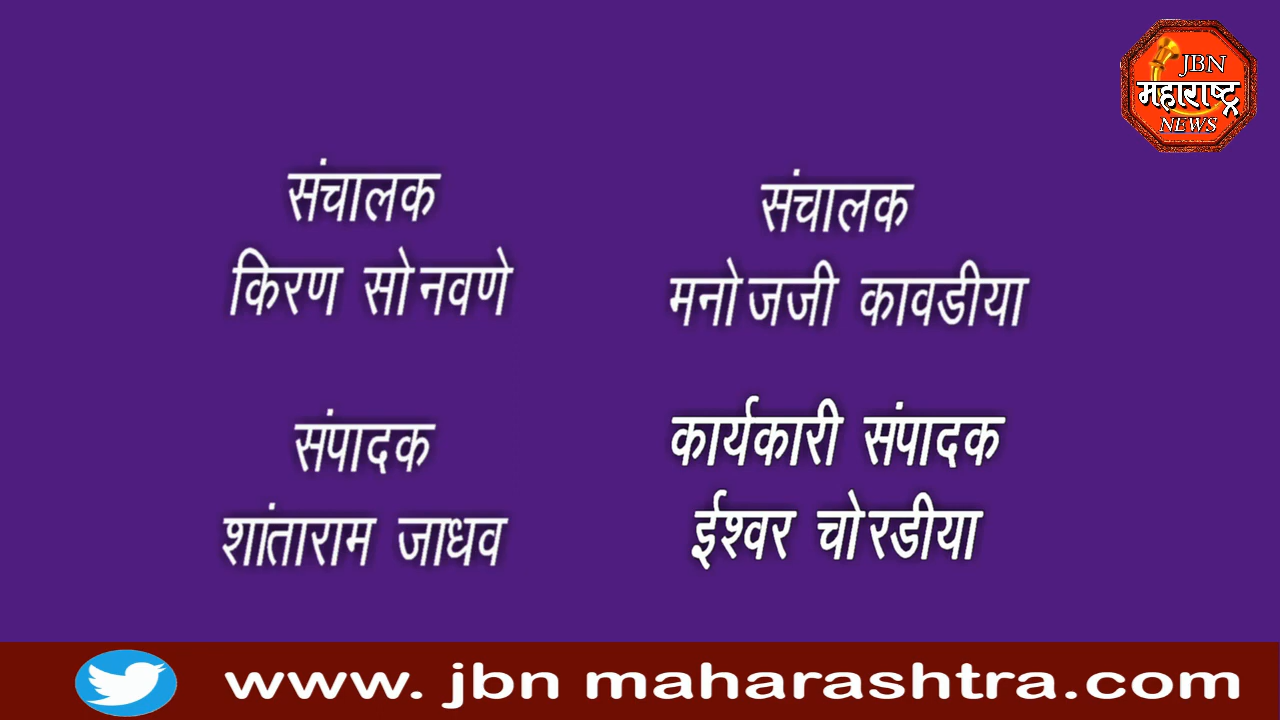 JBN
महाराष्ट्र
NEWS
संचालक
किरण सोनवणे
संचालक
मनोजजी कावडीया
संपादक
शांताराम जाधव
कार्यकारी संपादक
ईश्वर चोरडीया
www. jbn maharashtra.com